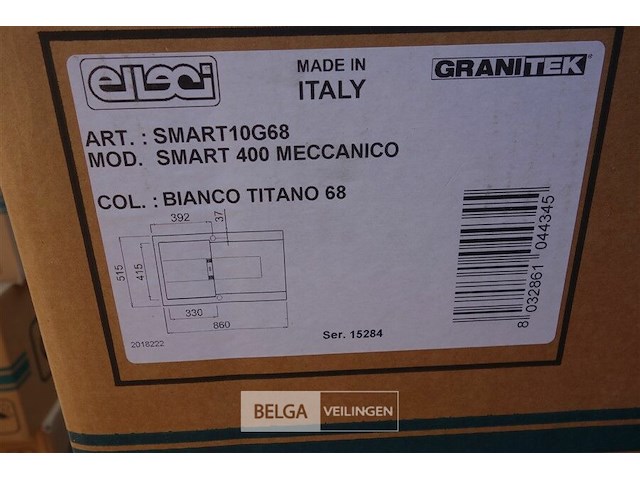 elleci
MADE IN
ITALY
GRANITEK
ART. : SMART10G68
MOD. SMART 400 MECCANICO
COL. : BIANCO TITANO 68
392
37
515
415
330
860
2018222
Ser. 15284
8 032861 044345
BELGA VEILINGEN